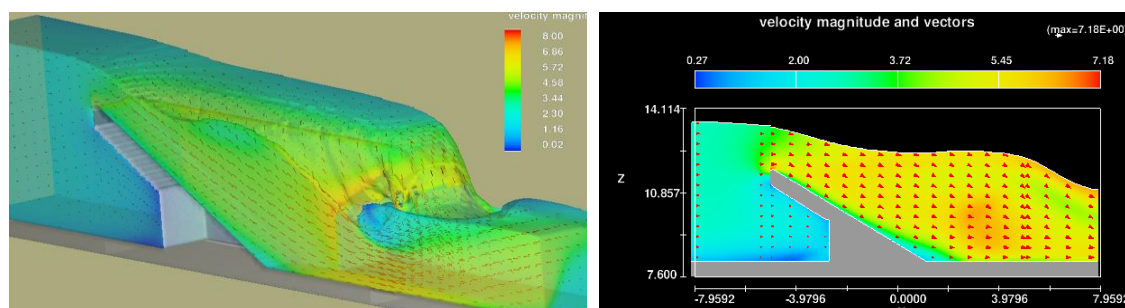 velocity magnit
8.00
6.86
5.72
4.58
3.44
2.30
1.16
0.02
velocity magnitude and vectors
(max=7.18E+00
0.27 2.00 3.72 5.45 7.18
14.114
Z
10.857
7.600
-7.9592 -3.9796 0.0000 3.9796 7.9592